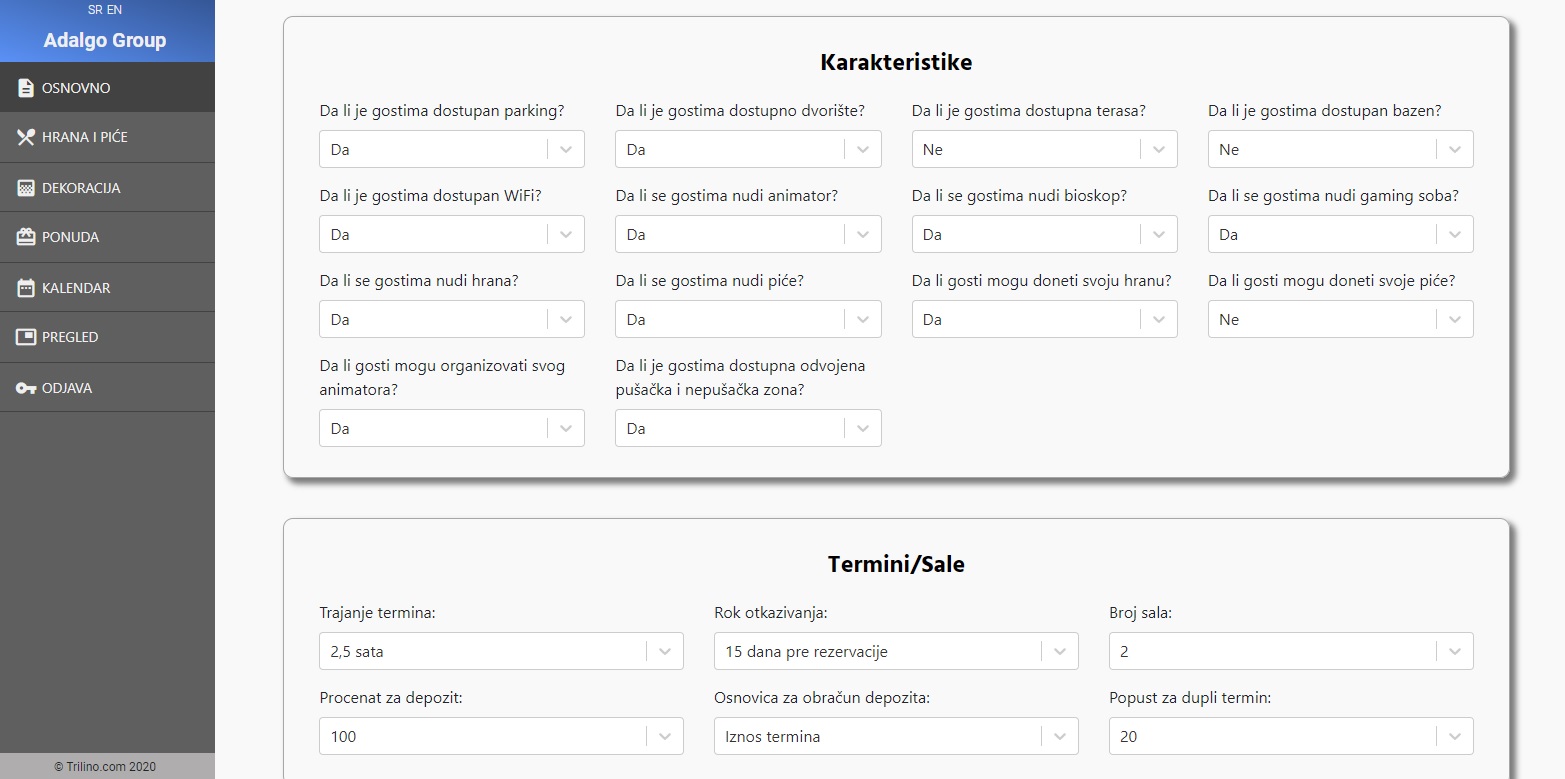 SR EN
Adalgo Group
OSNOVNO
HRANA I PIĆE
DEKORACIJA
PONUDA
KALENDAR
PREGLED
ODJAVA
© Trilino.com 2020
Karakteristike
Da li je gostima dostupan parking?
Da
Da li je gostima dostupno dvorište?
Da
Da li je gostima dostupna terasa?
Ne
Da li je gostima dostupan bazen?
Ne
Da li je gostima dostupan WiFi?
Da
Da li se gostima nudi animator?
Da
Da li se gostima nudi bioskop?
Da
Da li se gostima nudi gaming soba?
Da
Da li se gostima nudi hrana?
Da
Da li se gostima nudi piće?
Da
Da li gosti mogu doneti svoju hranu?
Da
Da li gosti mogu doneti svoje piće?
Ne
Da li gosti mogu organizovati svog
animatora?
Da
Da li je gostima dostupna odvojena
pušačka i nepušačka zona?
Da
Termini/Sale
Trajanje termina:
2,5 sata
Rok otkazivanja:
15 dana pre rezervacije
Broj sala:
2
Procenat za depozit:
100
Osnovica za obračun depozita:
Iznos termina
Popust za dupli termin:
20